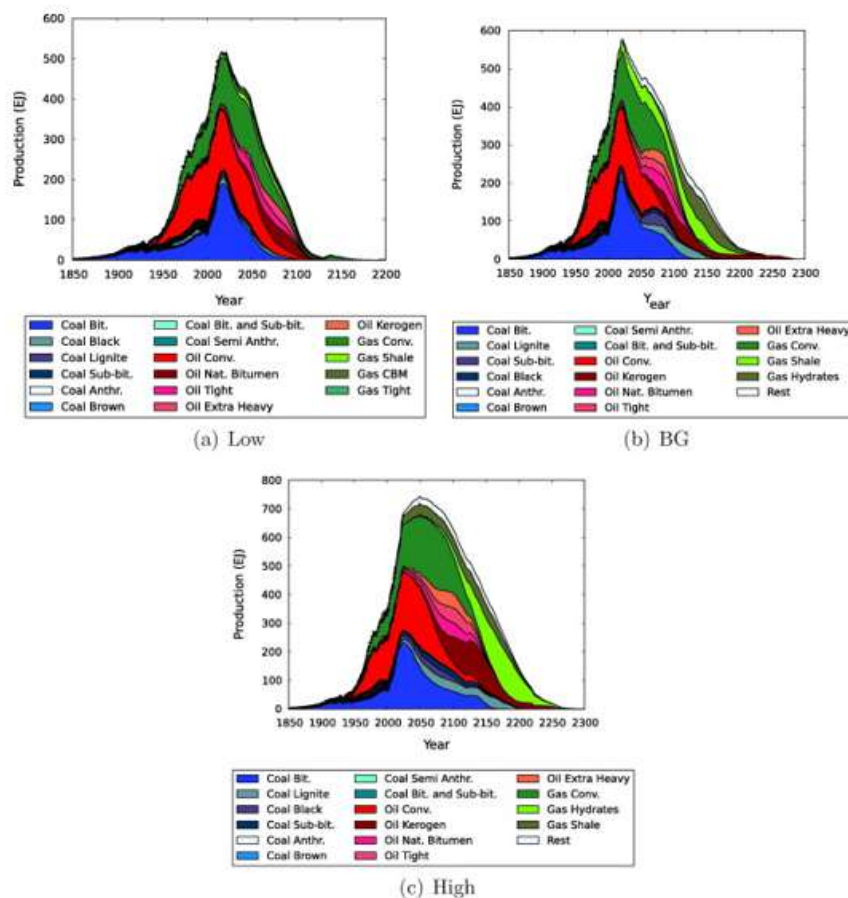 600
500
400
300
200
100
0
Production (EJ)
1850 1900 1950 2000 2050 2100 2150 2200
Year
Coal Bit. Coal Bit. and Sub-bit. Oil Kerogen
Coal Black Coal Semi Anthr. Gas Conv.
Coal Lignite Oil Conv. Gas Shale
Coal Sub-bit. Oil Nat. Bitumen Gas CBM
Coal Anthr. Oil Tight Gas Tight
Coal Brown Oil Extra Heavy
(a) Low
600
500
400
300
200
100
0
Production (EJ)
1850 1900 1950 2000 2050 2100 2150 2200 2250 2300
Year
Coal Bit. Coal Semi Anthr. Oil Extra Heavy
Coal Lignite Coal Bit. and Sub-bit. Gas Conv.
Coal Sub-bit. Oil Conv. Gas Shale
Coal Black Oil Kerogen Gas Hydrates
Coal Anthr. Oil Nat. Bitumen Rest
Coal Brown Oil Tight
(b) BG
800
700
600
500
400
300
200
100
0
Production (EJ)
1850 1900 1950 2000 2050 2100 2150 2200 2250 2300
Year
Coal Bit. Coal Semi Anthr. Oil Extra Heavy
Coal Lignite Coal Bit. and Sub-bit. Gas Conv.
Coal Black Oil Conv. Gas Hydrates
Coal Sub-bit. Oil Kerogen Gas Shale
Coal Anthr. Oil Nat. Bitumen Rest
Coal Brown Oil Tight
(c) High